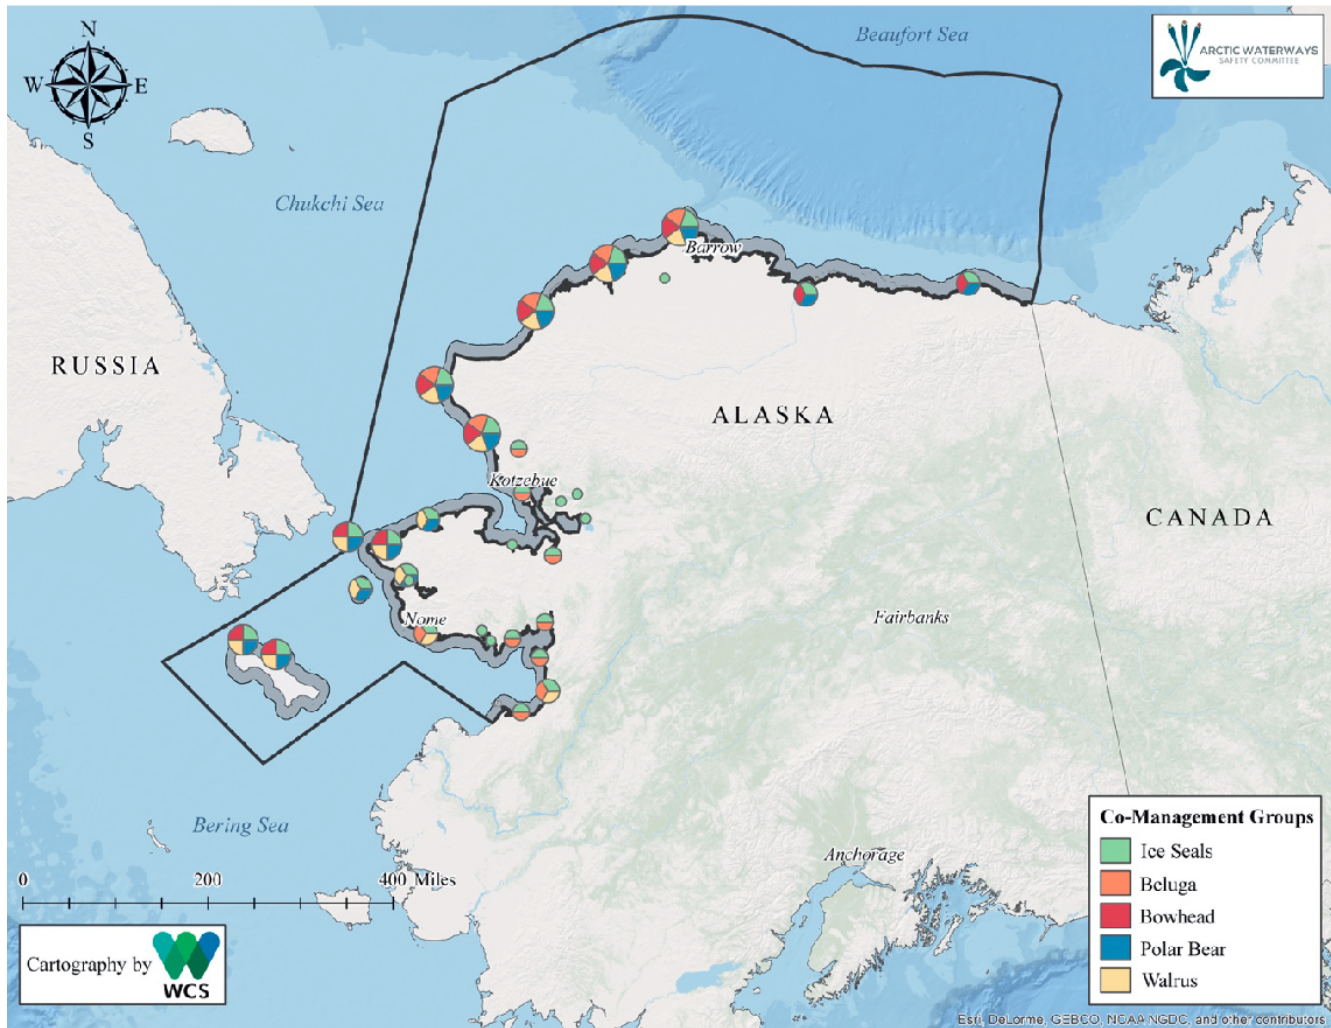 N
Beaufort Sea
ARCTIC WATERWAYS
SAFETY COMMITTEE
W
E
S
Chukchi Sea
Barrow
RUSSIA
ALASKA
Kotzebue
CANADA
Nome
Fairbanks
Bering Sea
Anchorage
0 200 400 Miles
Cartography by
WCS
Co-Management Groups
Ice Seals
Beluga
Bowhead
Polar Bear
Walrus
Esri, DeLorme, GEBCO, NOAA NGDC, and other contributors